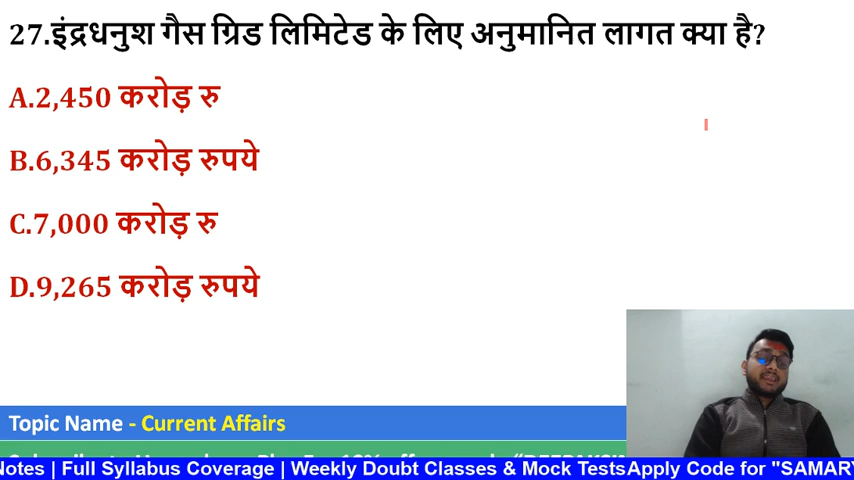 27.इंद्रधनुश गैस ग्रिड लिमिटेड के लिए अनुमानित लागत क्या है?
A.2,450 करोड़ रु
B.6,345 करोड़ रुपये
C.7,000 करोड़ रु
D.9,265 करोड़ रुपये
Topic Name - Current Affairs
Notes | Full Syllabus Coverage | Weekly Doubt Classes & Mock TestsApply Code for "SAMAR